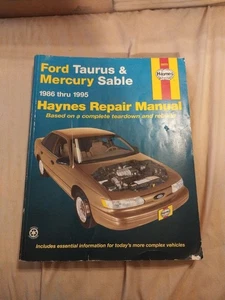 Ford Taurus &
Mercury Sable
1986 thru 1995
Haynes Repair Manual
Based on a complete teardown and rebuild
Haynes
Includes essential information for today's more complex vehicles